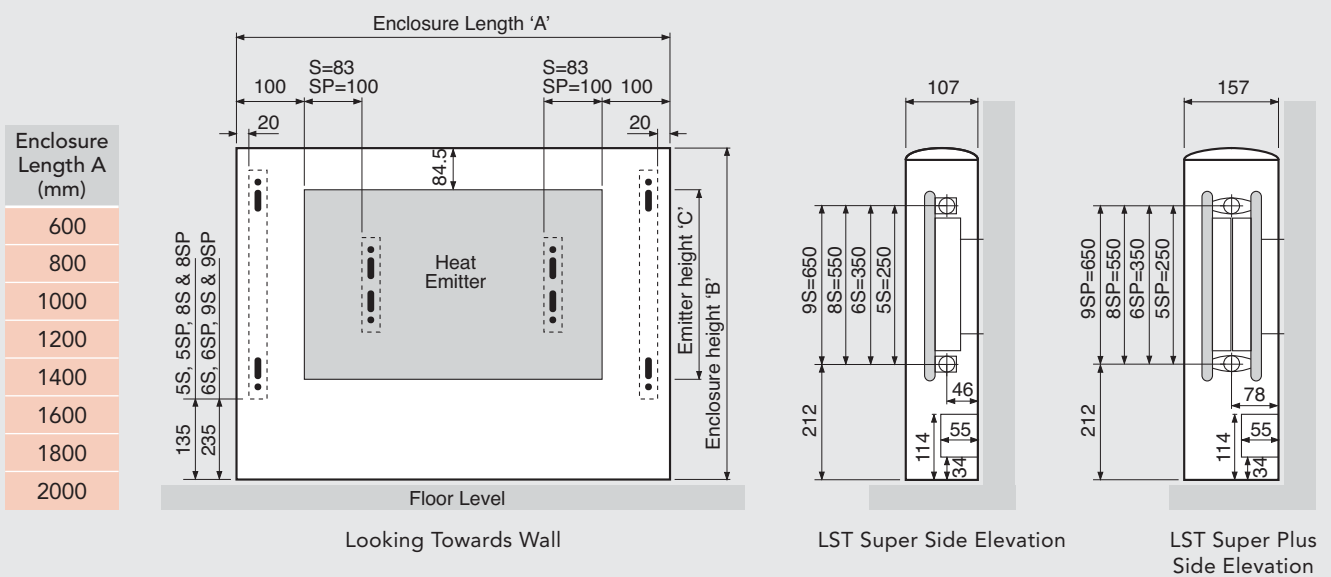 Enclosure
Length A
(mm)
600
800
1000
1200
1400
1600
1800
2000
Enclosure Length ‘A’
S=83
SP=100
S=83
SP=100
100
100
20
20
84.5
Heat
Emitter
Emitter height ‘C’
Enclosure height ‘B’
5S, 5SP, 8S & 8SP
6S, 6SP, 9S & 9SP
135
235
Floor Level
Looking Towards Wall
107
9S=650
8S=550
6S=350
5S=250
46
212
114
55
34
LST Super Side Elevation
157
9SP=650
8SP=550
6SP=350
5SP=250
78
212
114
55
34
LST Super Plus
Side Elevation